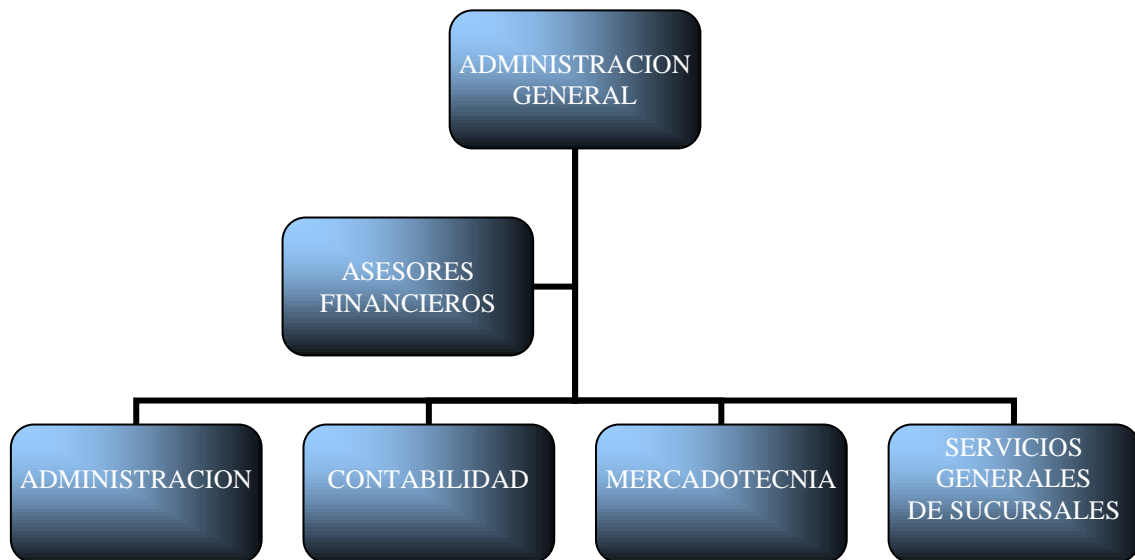 ADMINISTRACION
GENERAL
ASESORES
FINANCIEROS
ADMINISTRACION
CONTABILIDAD
MERCADOTECNIA
SERVICIOS
GENERALES
DE SUCURSALES